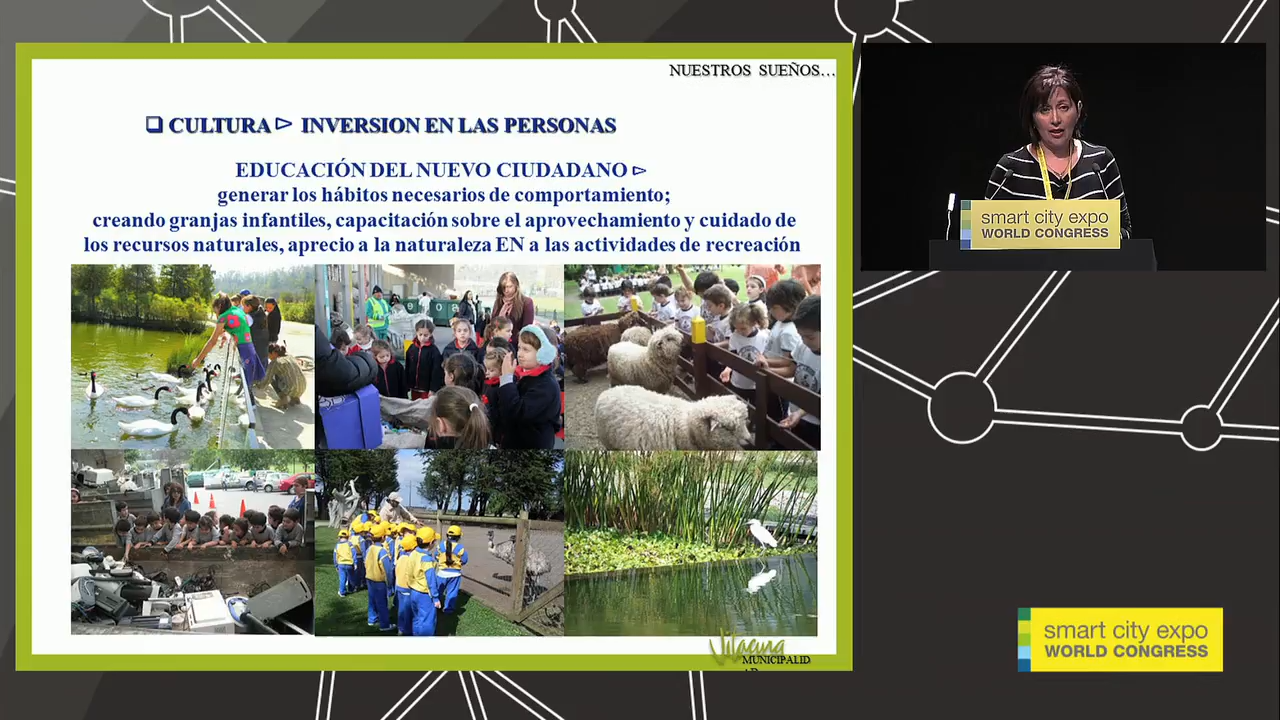 NUESTROS SUEÑOS…
❑ CULTURA ▻ INVERSION EN LAS PERSONAS
EDUCACIÓN DEL NUEVO CIUDADANO ▻
generar los hábitos necesarios de comportamiento;
creando granjas infantiles, capacitación sobre el aprovechamiento y cuidado de
los recursos naturales, aprecio a la naturaleza EN a las actividades de recreación
Vitacura
MUNICIPALID
smart city expo
WORLD CONGRESS
smart city expo
WORLD CONGRESS